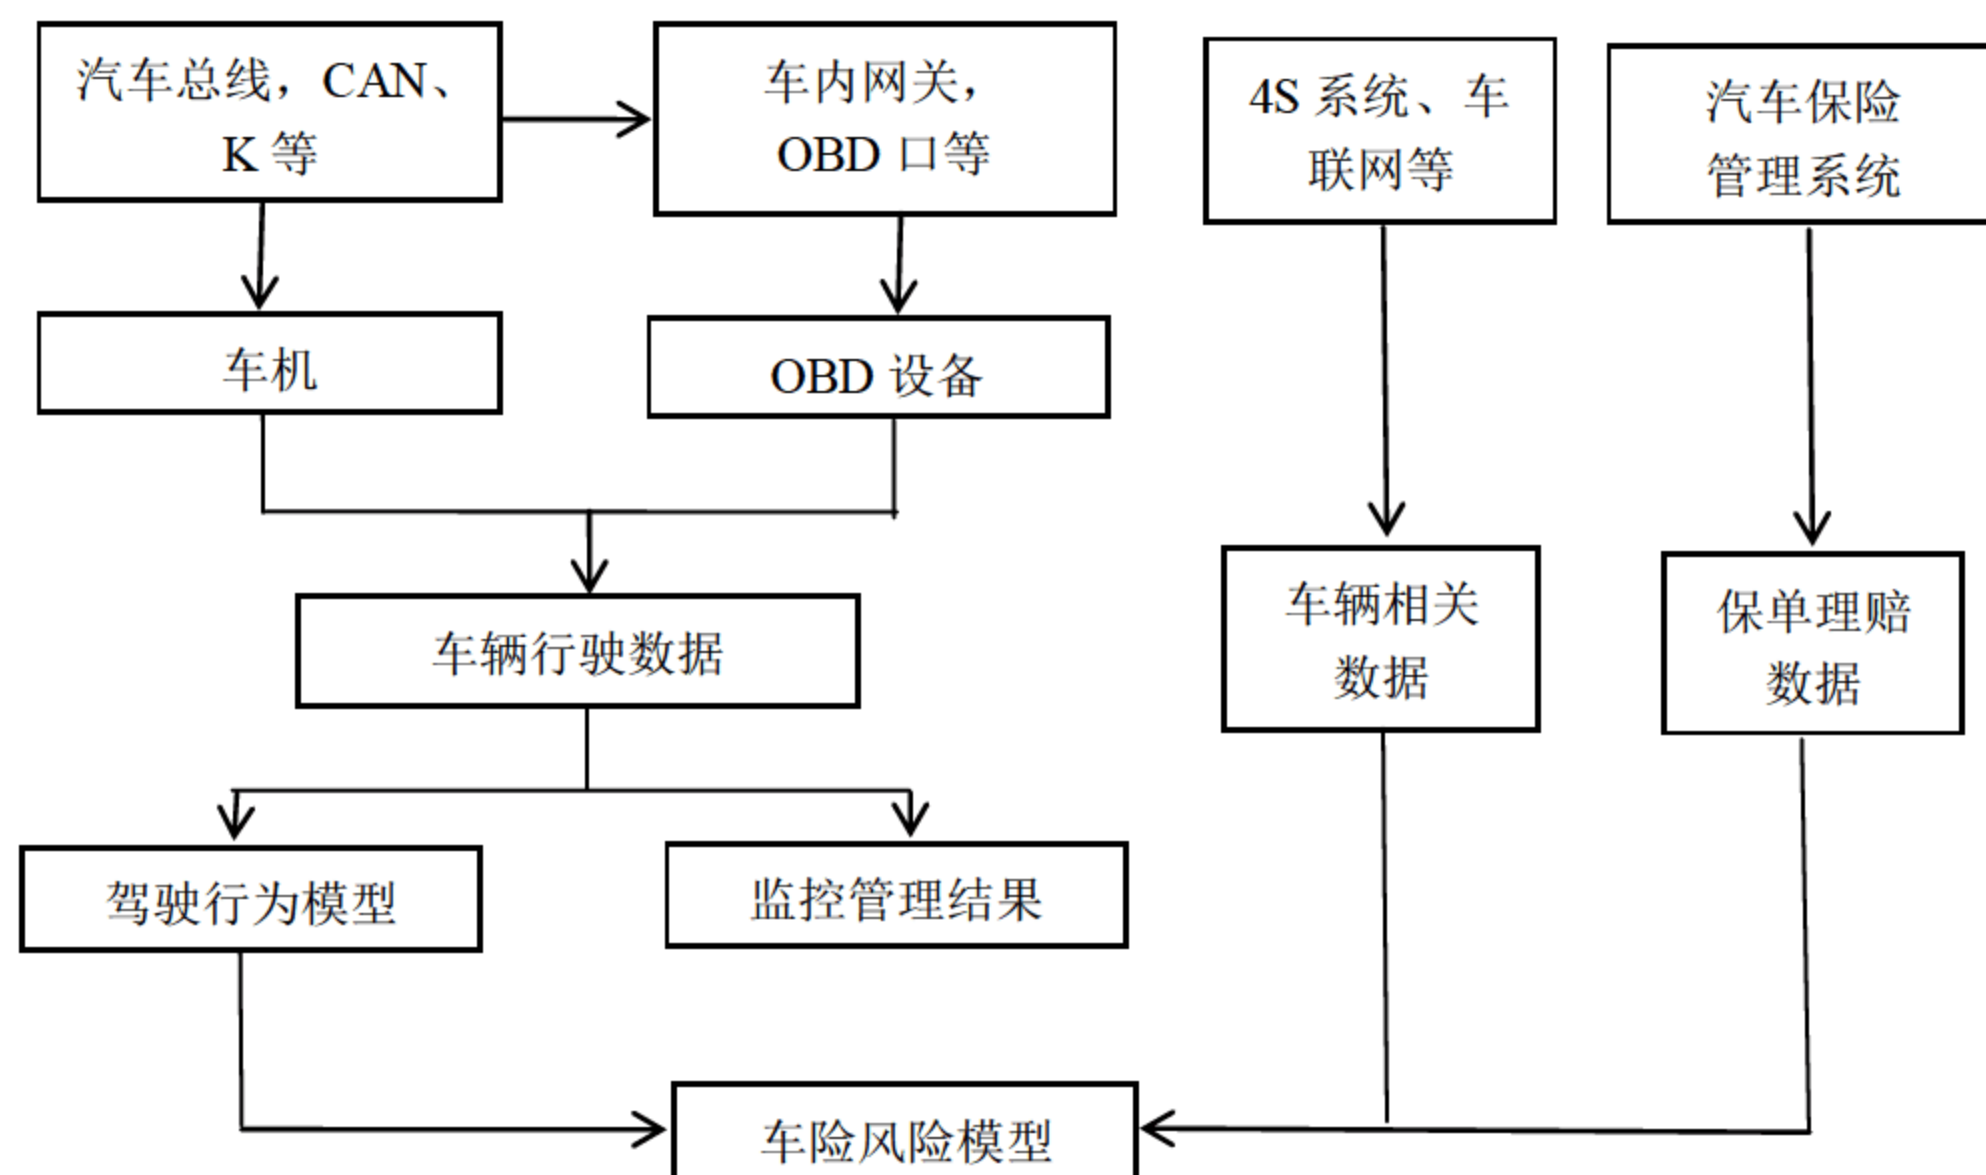 汽车总线，CAN、
K 等
车内网关，
OBD 口等
4S 系统、车
联网等
汽车保险
管理系统
车机
OBD 设备
车辆行驶数据
车辆相关
数据
保单理赔
数据
驾驶行为模型
监控管理结果
车险风险模型